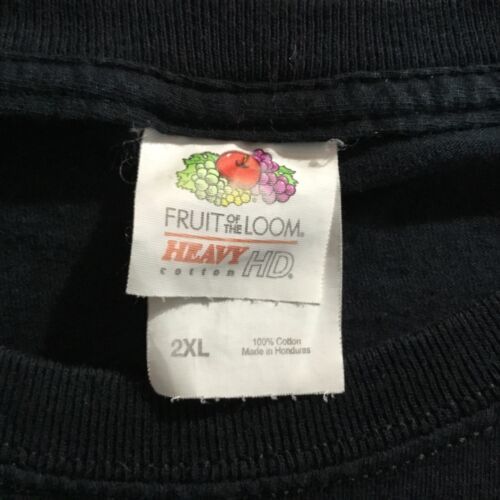 FRUIT OF THE LOOM®
HEAVY
cotton HD®
2XL
100% Cotton
Made in Honduras